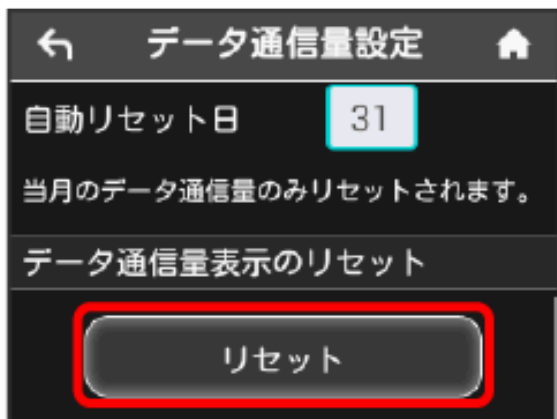 データ通信量設定
自動リセット日 31
当月のデータ通信量のみリセットされます。
データ通信量表示のリセット
リセット